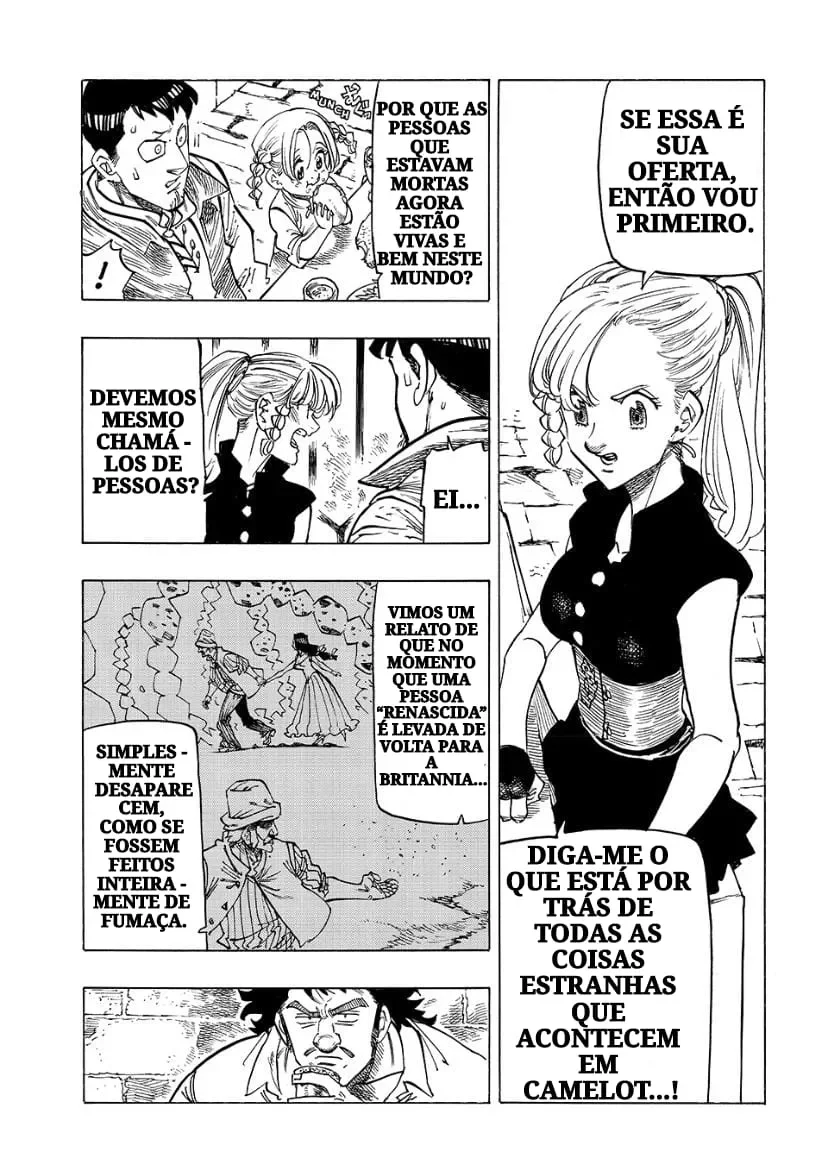 SE ESSA É
SUA
OFERTA,
ENTÃO VOU
PRIMEIRO.
DIGA-ME O
QUE ESTÁ POR
TRÁS DE
TODAS AS
COISAS
ESTRANHAS
QUE
ACONTECEM
EM
CAMELOT...!
MUNCH
POR QUE AS
PESSOAS
QUE
ESTAVAM
MORTAS
AGORA
ESTÃO
VIVAS E
BEM NESTE
MUNDO?
!
EI...
DEVEMOS
MESMO
CHAMÁ -
LOS DE
PESSOAS?
VIMOS UM
RELATO DE
QUE NO
MOMENTO
QUE UMA
PESSOA
“RENASCIDA”
É LEVADA DE
VOLTA PARA
A
BRITANNIA...
SIMPLES -
MENTE
DESAPARE
CEM,
COMO SE
FOSSEM
FEITOS
INTEIRA -
MENTE DE
FUMAÇA.